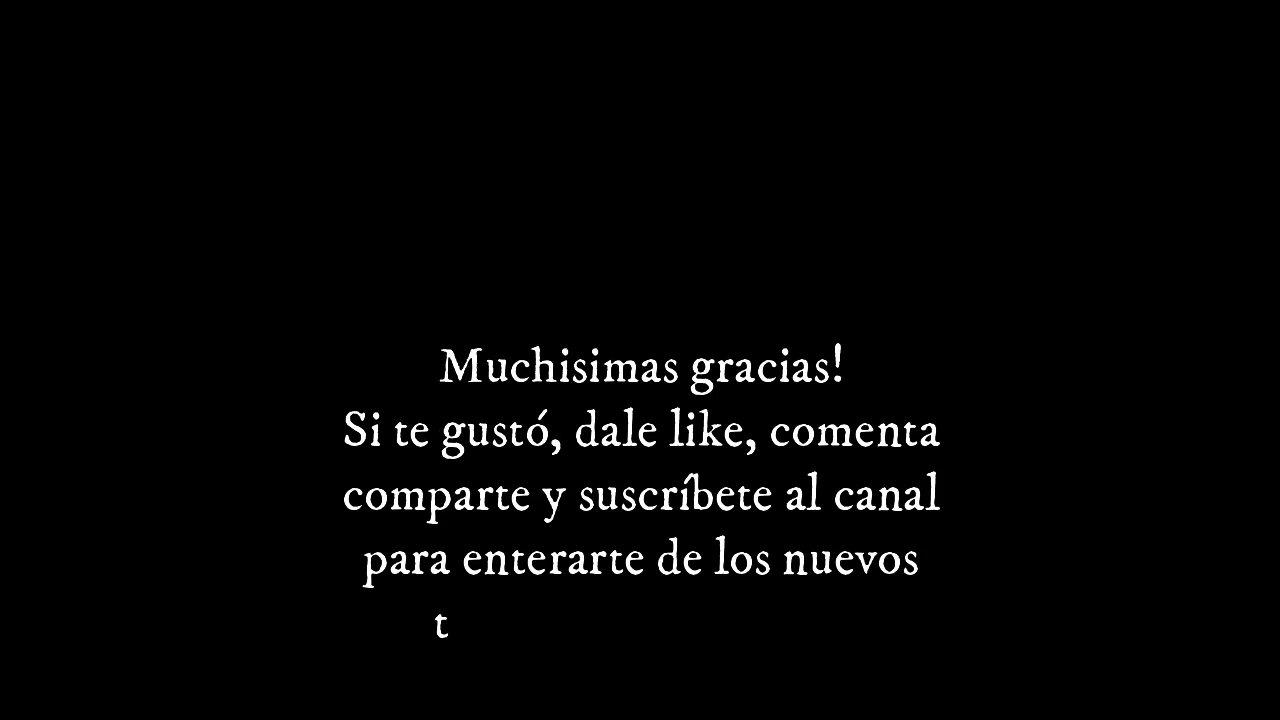 Muchisimas gracias!
Si te gustó, dale like, comenta
comparte y suscríbete al canal
para enterarte de los nuevos
t